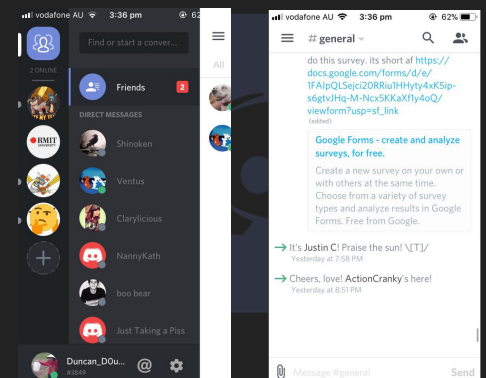 vodafone AU 3:36 pm 62
Find or start a conver...
2 ONLINE
Friends 2
DIRECT MESSAGES
Shinoken
RMIT
Ventus
Clarylicious
NannyKath
boo bear
Just Taking a Piss
Duncan_D0u...
#3849
All
vodafone AU 3:36 pm 62%
# general
do this survey. its short af https://
docs.google.com/forms/d/e/
1FAIpQLSejci20RRiu1HHyty4xK5ip-
s6gtvJHq-M-Ncx5KKaXf1y4oQ/
viewform?usp=sf_link
(edited)
Google Forms - create and analyze
surveys, for free.
Create a new survey on your own or
with others at the same time.
Choose from a variety of survey
types and analyze results in Google
Forms. Free from Google.
It's Justin C! Praise the sun! \[T]/
Yesterday at 7:58 PM
Cheers, love! ActionCranky's here!
Yesterday at 8:51 PM
Message #general
Send